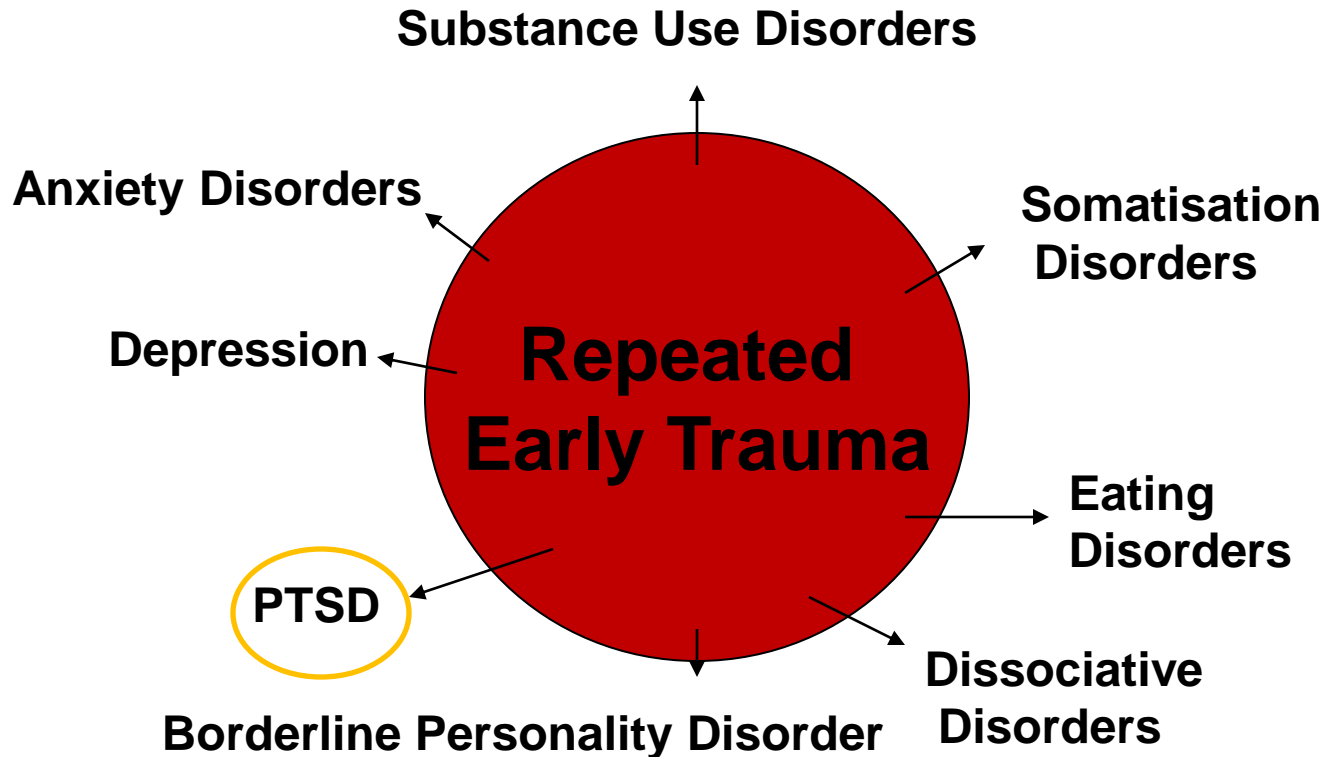 Substance Use Disorders
Anxiety Disorders
Somatisation
Disorders
Depression
Repeated
Early Trauma
Eating
Disorders
PTSD
Dissociative
Disorders
Borderline Personality Disorder